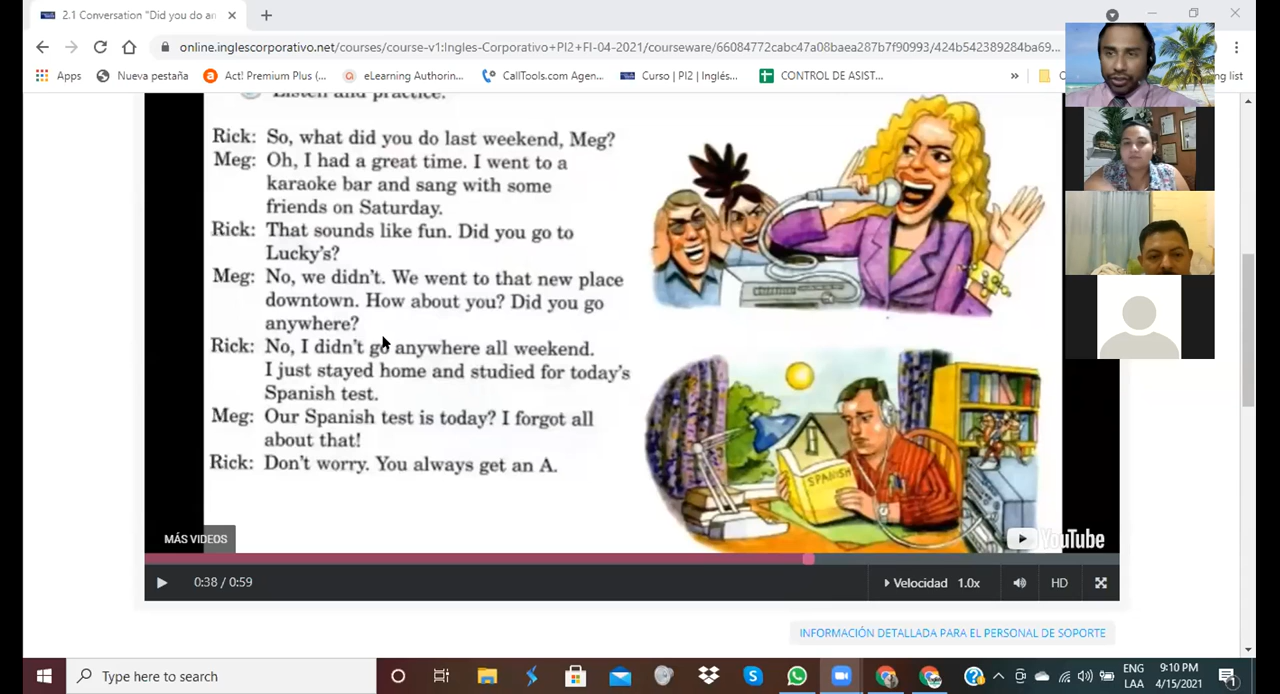 2.1 Conversation "Did you do an
online.inglescorporativo.net/courses/course-v1:Ingles-Corporativo+PI2+FI-04-2021/courseware/66084772cabc47a08baea287b7f90993/424b542389284ba69...
Apps Nueva pestaña Act! Premium Plus (... eLearning Authorin... CallTools.com Agen... Curso | PI2 | Inglés... CONTROL DE ASIST... » ng list
Listen and practice.
Rick: So, what did you do last weekend, Meg?
Meg: Oh, I had a great time. I went to a
karaoke bar and sang with some
friends on Saturday.
Rick: That sounds like fun. Did you go to
Lucky's?
Meg: No, we didn't. We went to that new place
downtown. How about you? Did you go
anywhere?
Rick: No, I didn't go anywhere all weekend.
I just stayed home and studied for today's
Spanish test.
Meg: Our Spanish test is today? I forgot all
about that!
Rick: Don't worry. You always get an A.
SPANISH
MÁS VIDEOS
YouTube
0:38 / 0:59
Velocidad 1.0x
HD
INFORMACIÓN DETALLADA PARA EL PERSONAL DE SOPORTE
Type here to search
ENG
LAA
9:10 PM
4/15/2021
1